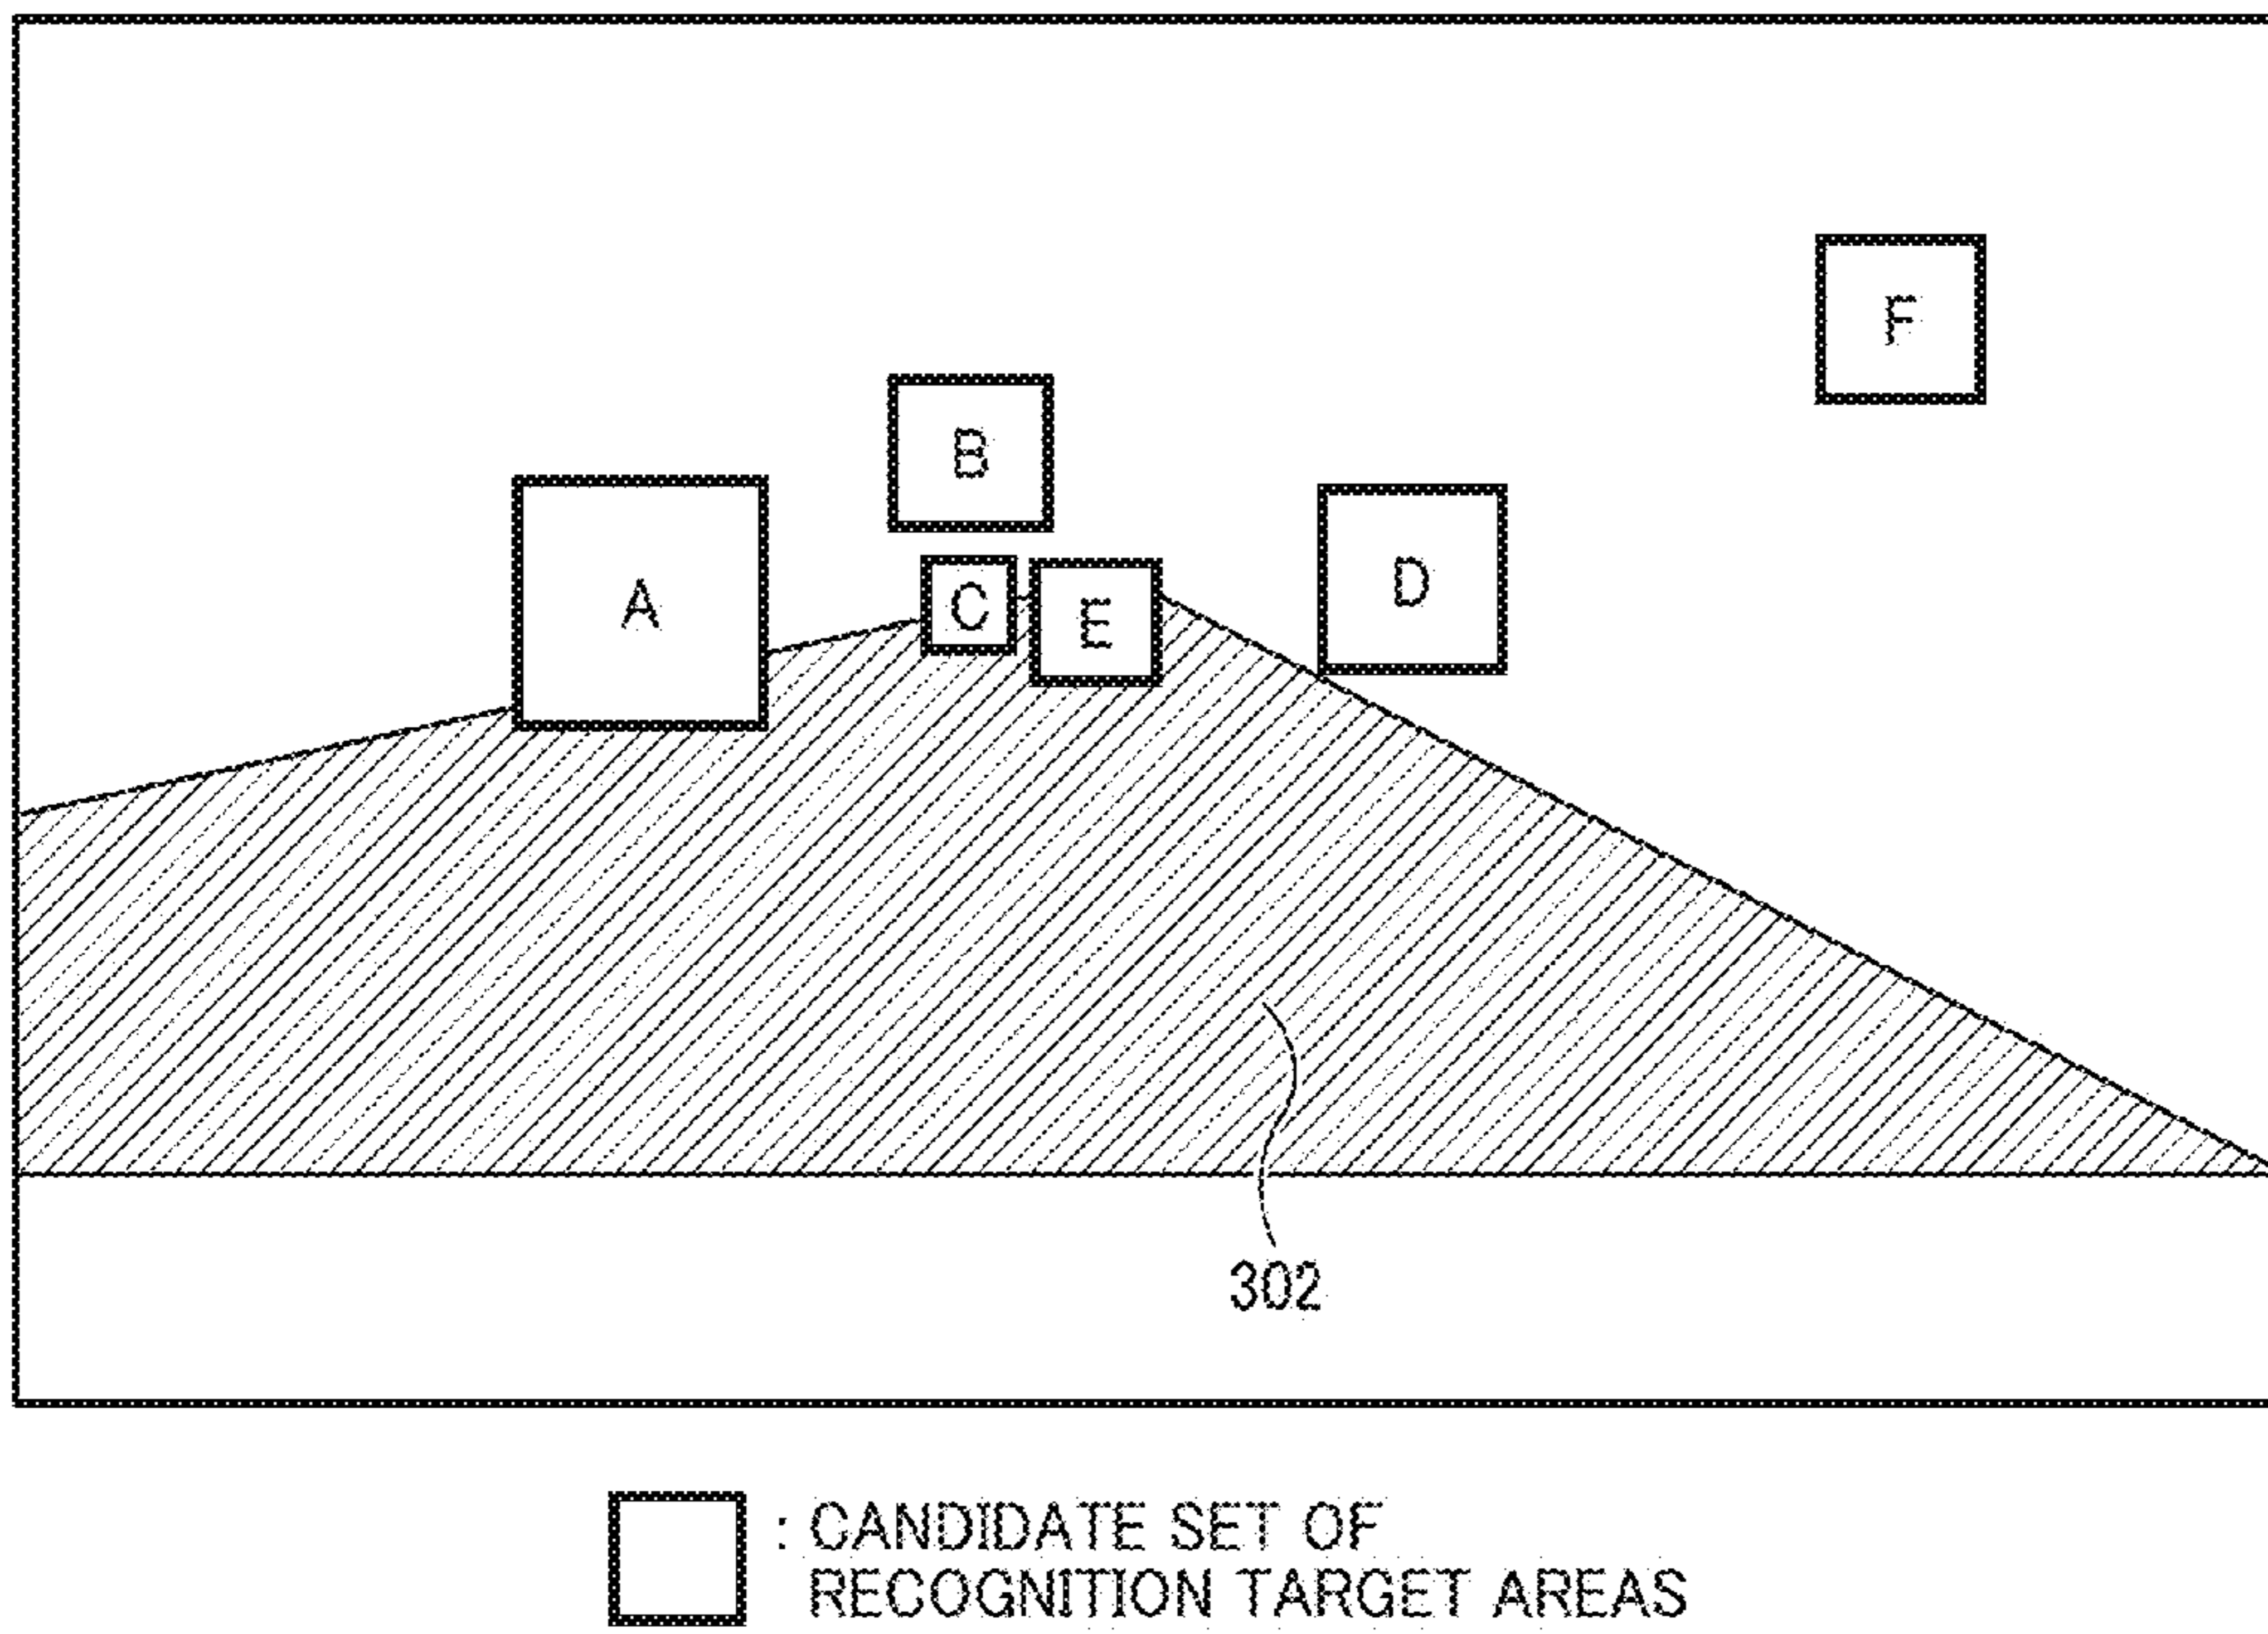 F
B
A
C
E
D
302
: CANDIDATE SET OF
RECOGNITION TARGET AREAS